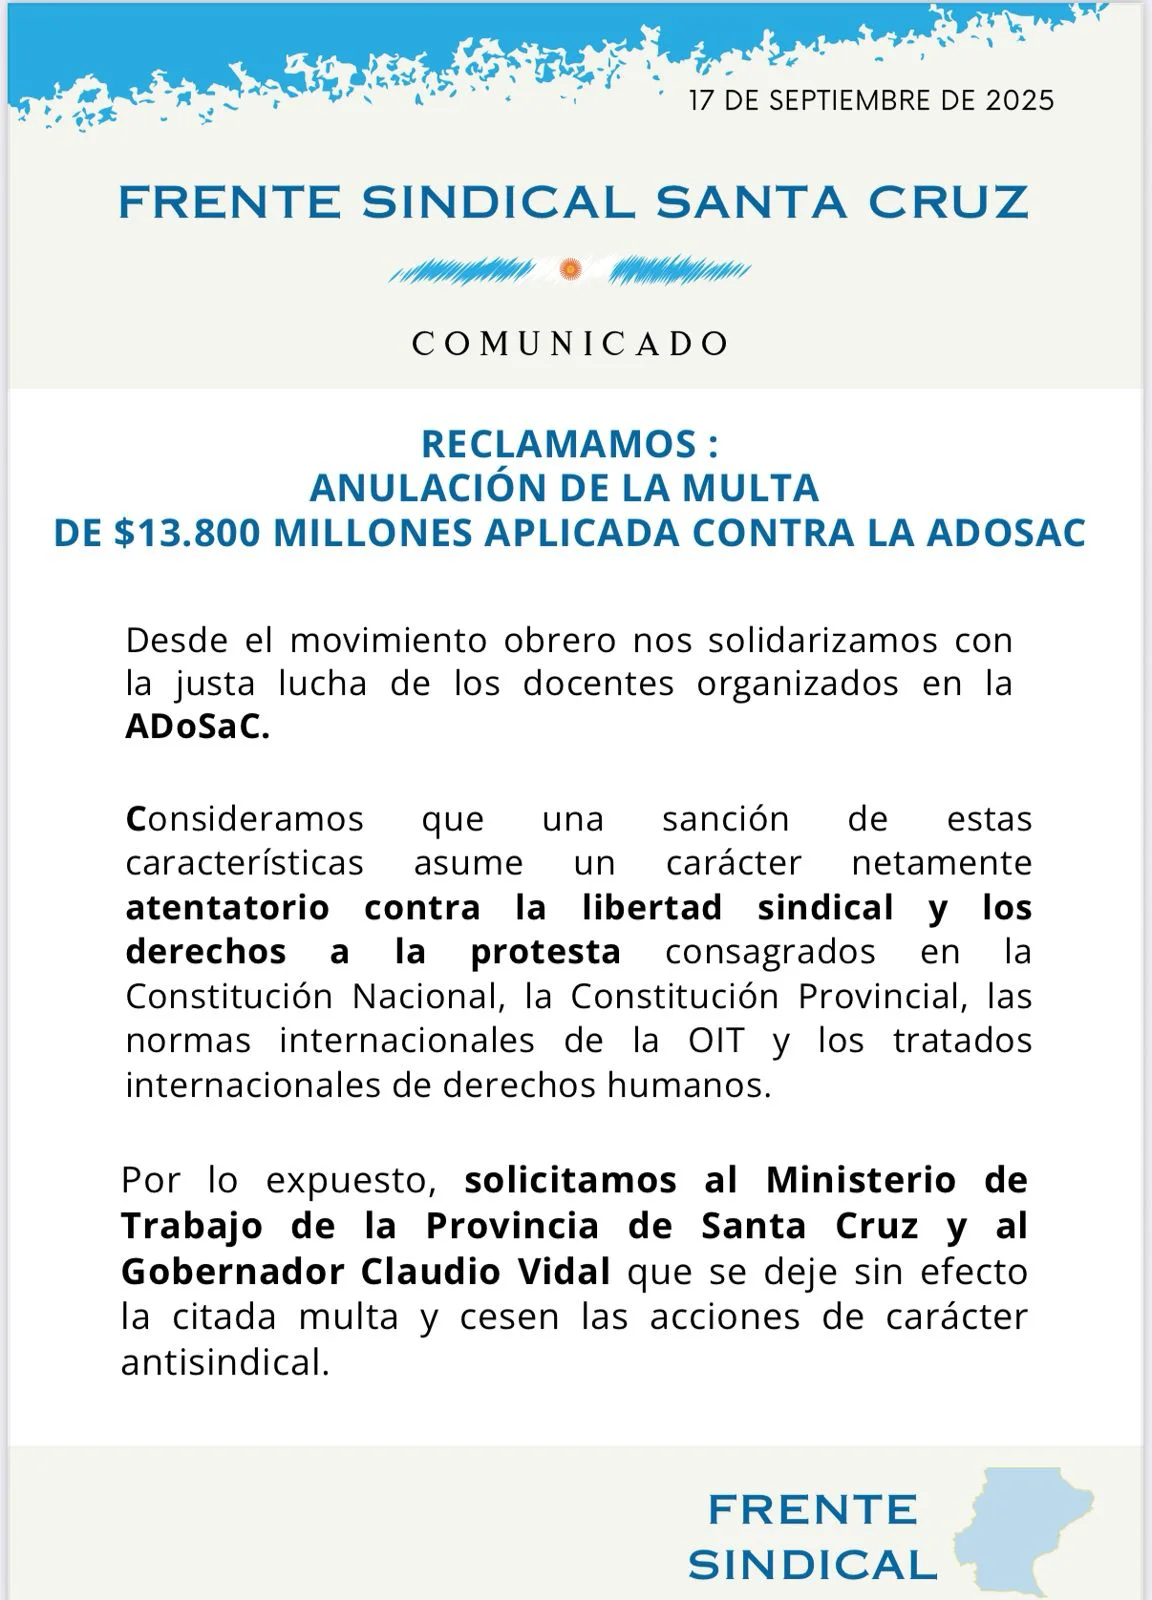 17 DE SEPTIEMBRE DE 2025
FRENTE SINDICAL SANTA CRUZ
COMUNICADO
RECLAMAMOS :
ANULACIÓN DE LA MULTA
DE $13.800 MILLONES APLICADA CONTRA LA ADOSAC
Desde el movimiento obrero nos solidarizamos con
la justa lucha de los docentes organizados en la
ADoSaC.
Consideramos que una sanción de estas
características asume un carácter netamente
atentatorio contra la libertad sindical y los
derechos a la protesta consagrados en la
Constitución Nacional, la Constitución Provincial, las
normas internacionales de la OIT y los tratados
internacionales de derechos humanos.
Por lo expuesto, solicitamos al Ministerio de
Trabajo de la Provincia de Santa Cruz y al
Gobernador Claudio Vidal que se deje sin efecto
la citada multa y cesen las acciones de carácter
antisindical.
FRENTE
SINDICAL